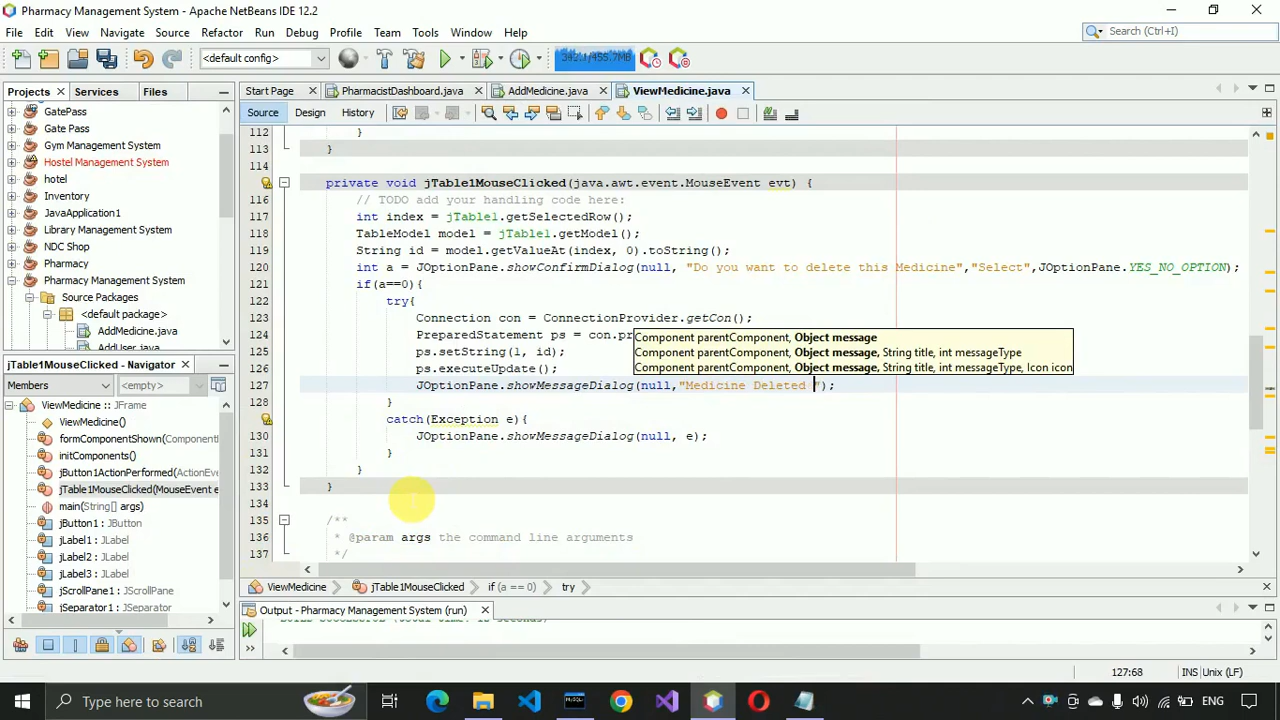 Pharmacy Management System - Apache NetBeans IDE 12.2
File Edit View Navigate Source Refactor Run Debug Profile Team Tools Window Help
Search (Ctrl+I)
<default config>
Projects Services Files
Start Page PharmacistDashboard.java AddMedicine.java ViewMedicine.java
Source Design History
GatePass
Gate Pass
Gym Management System
Hostel Management System
hotel
Inventory
JavaApplication1
Library Management System
NDC Shop
Pharmacy
Pharmacy Management System
Source Packages
<default package>
AddMedicine.java
AddUser.java
112 }
113 }
114
private void jTable1MouseClicked(java.awt.event.MouseEvent evt) {
116 // TODO add your handling code here:
117 int index = jTable1.getSelectedRow();
118 TableModel model = jTable1.getModel();
119 String id = model.getValueAt(index, 0).toString();
120 int a = JOptionPane.showConfirmDialog(null, "Do you want to delete this Medicine","Select",JOptionPane.YES_NO_OPTION);
121 if(a==0){
122 try{
123 Connection con = ConnectionProvider.getCon();
124 PreparedStatement ps = con.pr
125 ps.setString(1, id);
126 ps.executeUpdate();
127 JOptionPane.showMessageDialog(null,"Medicine Deleted ");
128 }
catch(Exception e){
130 JOptionPane.showMessageDialog(null, e);
131 }
132 }
133 }
134
135 /**
136 * @param args the command line arguments
137 */
Component parentComponent, Object message
Component parentComponent, Object message, String title, int messageType
Component parentComponent, Object message, String title, int messageType, Icon icon
jTable1MouseClicked - Navigator
Members <empty>
ViewMedicine :: JFrame
ViewMedicine()
formComponentShown(Component
initComponents()
jButton1ActionPerformed(ActionEv
jTable1MouseClicked(MouseEvent e
main(String[] args)
jButton1 : JButton
jLabel1 : JLabel
jLabel2 : JLabel
jLabel3 : JLabel
jScrollPane1 : JScrollPane
jSeparator1 : JSeparator
ViewMedicine jTable1MouseClicked if (a == 0) try
Output - Pharmacy Management System (run)
127:68 INS Unix (LF)
Type here to search
ENG